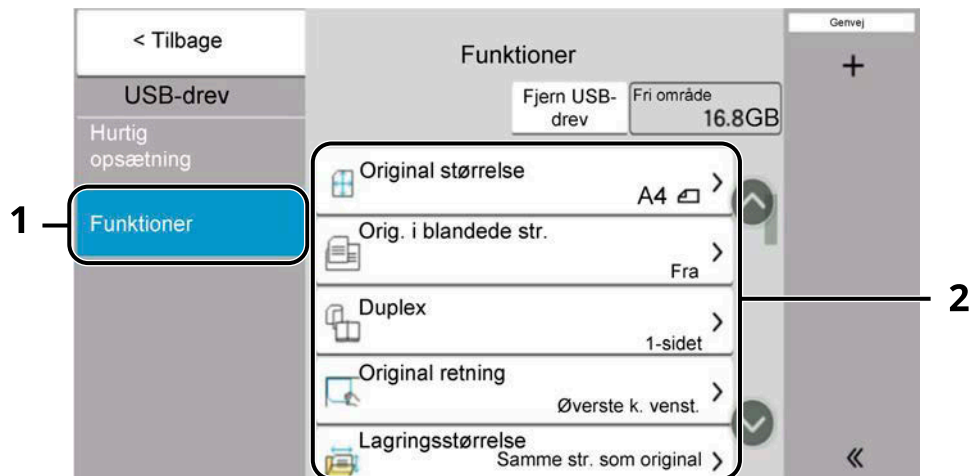 < Tilbage
Funktioner
Genvej
+
USB-drev
Fjern USB-
drev
Fri område
16.8GB
Hurtig
opsætning
1
Funktioner
2
Original størrelse
A4
Orig. i blandede str.
Fra
Duplex
1-sidet
Original retning
Øverste k. venst.
Lagringsstørrelse
Samme str. som original
«